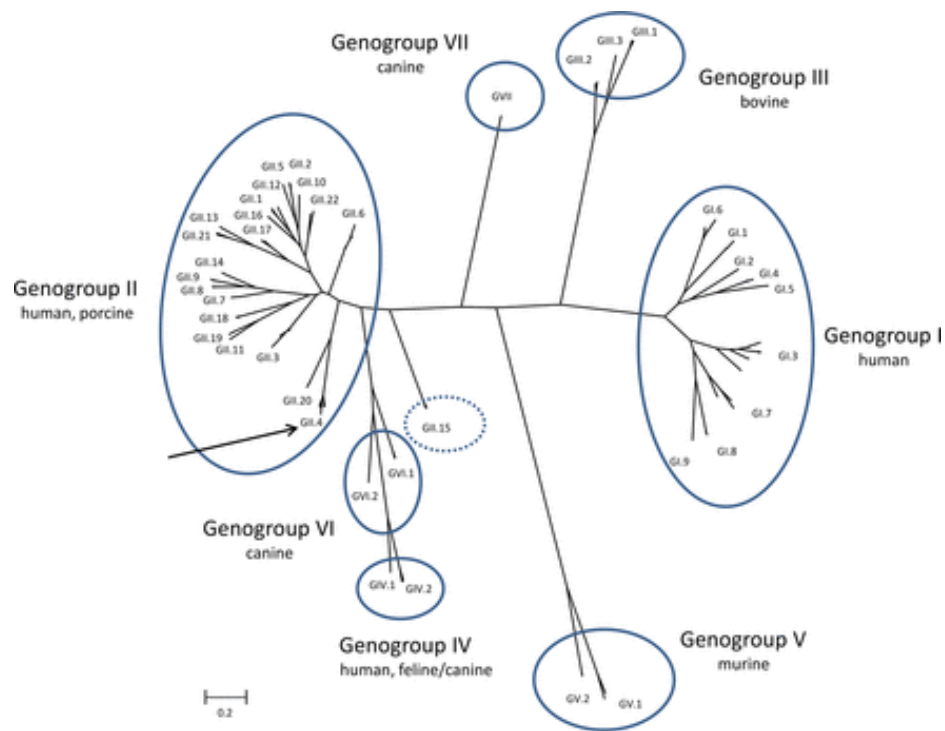 Genogroup VII
canine
GVII
GIII.1
GIII.3
GIII.2
Genogroup III
bovine
GII.5
GII.2
GII.12
GII.10
GII.1
GII.22
GII.16
GII.6
GII.13
GII.17
GII.21
GII.14
GII.9
GII.8
GII.7
GII.18
GII.19
GII.11
GII.3
GII.20
GII.4
Genogroup II
human, porcine
GI.6
GI.1
GI.2
GI.4
GI.5
GI.3
GI.7
GI.8
GI.9
Genogroup I
human
GII.15
GVI.1
GVI.2
Genogroup VI
canine
GIV.1
GIV.2
Genogroup IV
human, feline/canine
Genogroup V
murine
GV.2
GV.1
0.2